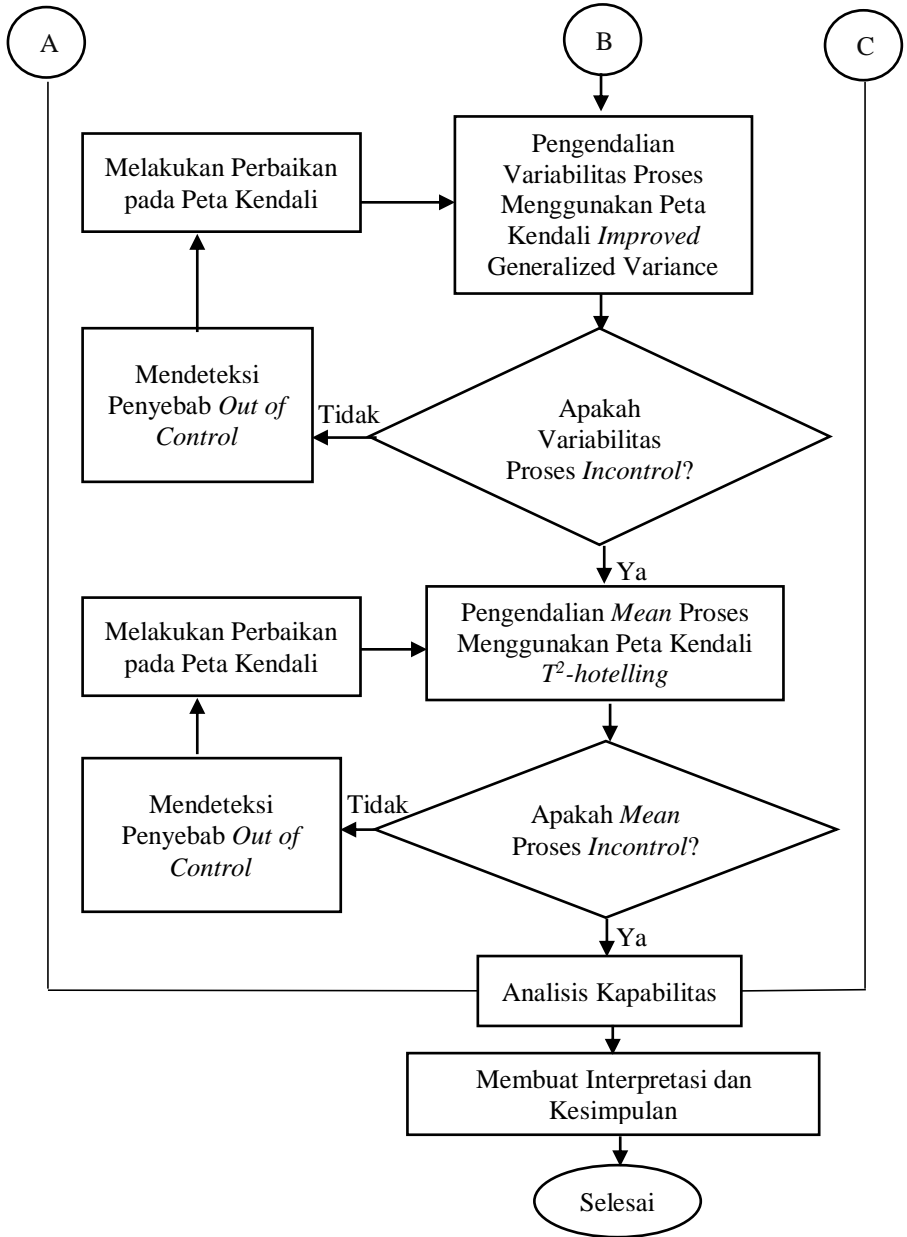 A
B
C
Pengendalian
Variabilitas Proses
Menggunakan Peta
Kendali Improved
Generalized Variance
Melakukan Perbaikan
pada Peta Kendali
Mendeteksi
Penyebab Out of
Control
Tidak
Apakah
Variabilitas
Proses Incontrol?
Ya
Pengendalian Mean Proses
Menggunakan Peta Kendali
T²-hotelling
Melakukan Perbaikan
pada Peta Kendali
Mendeteksi
Penyebab Out of
Control
Tidak
Apakah Mean
Proses Incontrol?
Ya
Analisis Kapabilitas
Membuat Interpretasi dan
Kesimpulan
Selesai